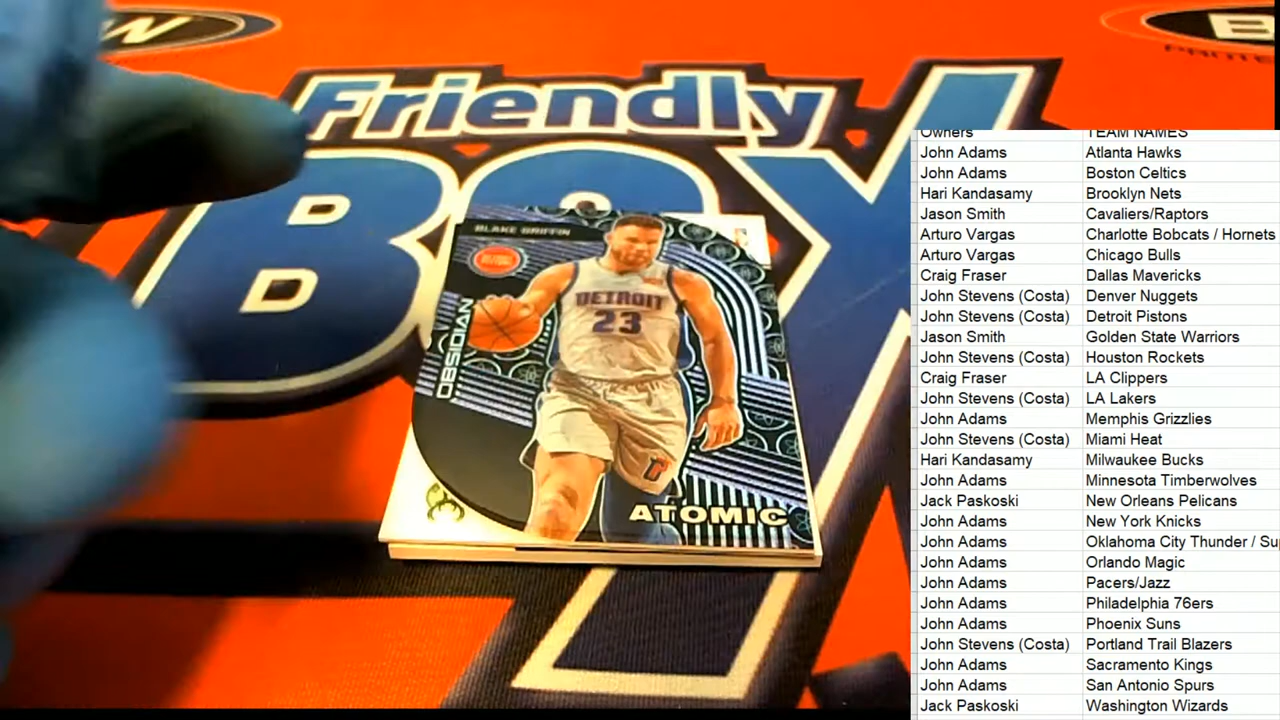 Friendly
BOX
BLAKE GRIFFIN
DETROIT
23
OBSIDIAN
ATOMIC
Owners TEAM NAMES
John Adams Atlanta Hawks
John Adams Boston Celtics
Hari Kandasamy Brooklyn Nets
Jason Smith Cavaliers/Raptors
Arturo Vargas Charlotte Bobcats / Hornets
Arturo Vargas Chicago Bulls
Craig Fraser Dallas Mavericks
John Stevens (Costa) Denver Nuggets
John Stevens (Costa) Detroit Pistons
Jason Smith Golden State Warriors
John Stevens (Costa) Houston Rockets
Craig Fraser LA Clippers
John Stevens (Costa) LA Lakers
John Adams Memphis Grizzlies
John Stevens (Costa) Miami Heat
Hari Kandasamy Milwaukee Bucks
John Adams Minnesota Timberwolves
Jack Paskoski New Orleans Pelicans
John Adams New York Knicks
John Adams Oklahoma City Thunder / Su
John Adams Orlando Magic
John Adams Pacers/Jazz
John Adams Philadelphia 76ers
John Adams Phoenix Suns
John Stevens (Costa) Portland Trail Blazers
John Adams Sacramento Kings
John Adams San Antonio Spurs
Jack Paskoski Washington Wizards